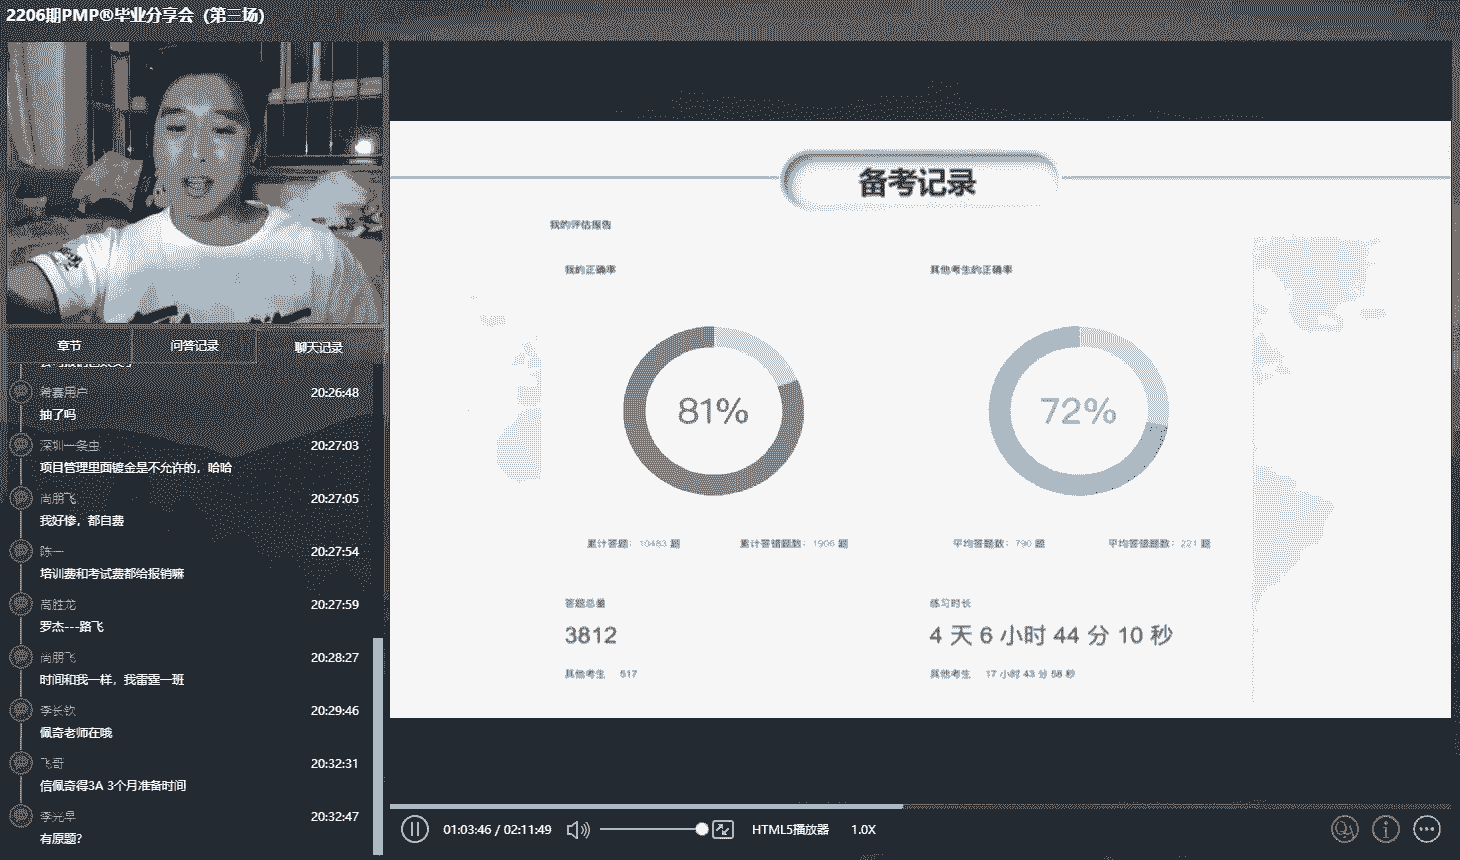 2206期PMP®毕业分享会（第三场）
备考记录
我的评估报告
我的正确率
其他考生的正确率
81%
72%
累计答题：10483 题
累计答错题数：1906 题
平均答题数：790 题
平均答错题数：221 题
答题总量
练习时长
3812
4 天 6 小时 44 分 10 秒
其他考生 517
其他考生 17 小时 43 分 58 秒
章节
问答记录
聊天记录
希赛用户
20:26:48
抽了吗
深圳一条虫
20:27:03
项目管理里面镀金是不允许的，哈哈
尚朋飞
20:27:05
我好惨，都自费
陈一
20:27:54
培训费和考试费都给报销嘛
高胜龙
20:27:59
罗杰---路飞
尚朋飞
20:28:27
时间和我一样，我雷霆一班
李长钦
20:29:46
佩奇老师在哦
飞哥
20:32:31
信佩奇得3A 3个月准备时间
李光早
20:32:47
有原题?
01:03:46 / 02:11:49
HTML5播放器
1.0X
QA